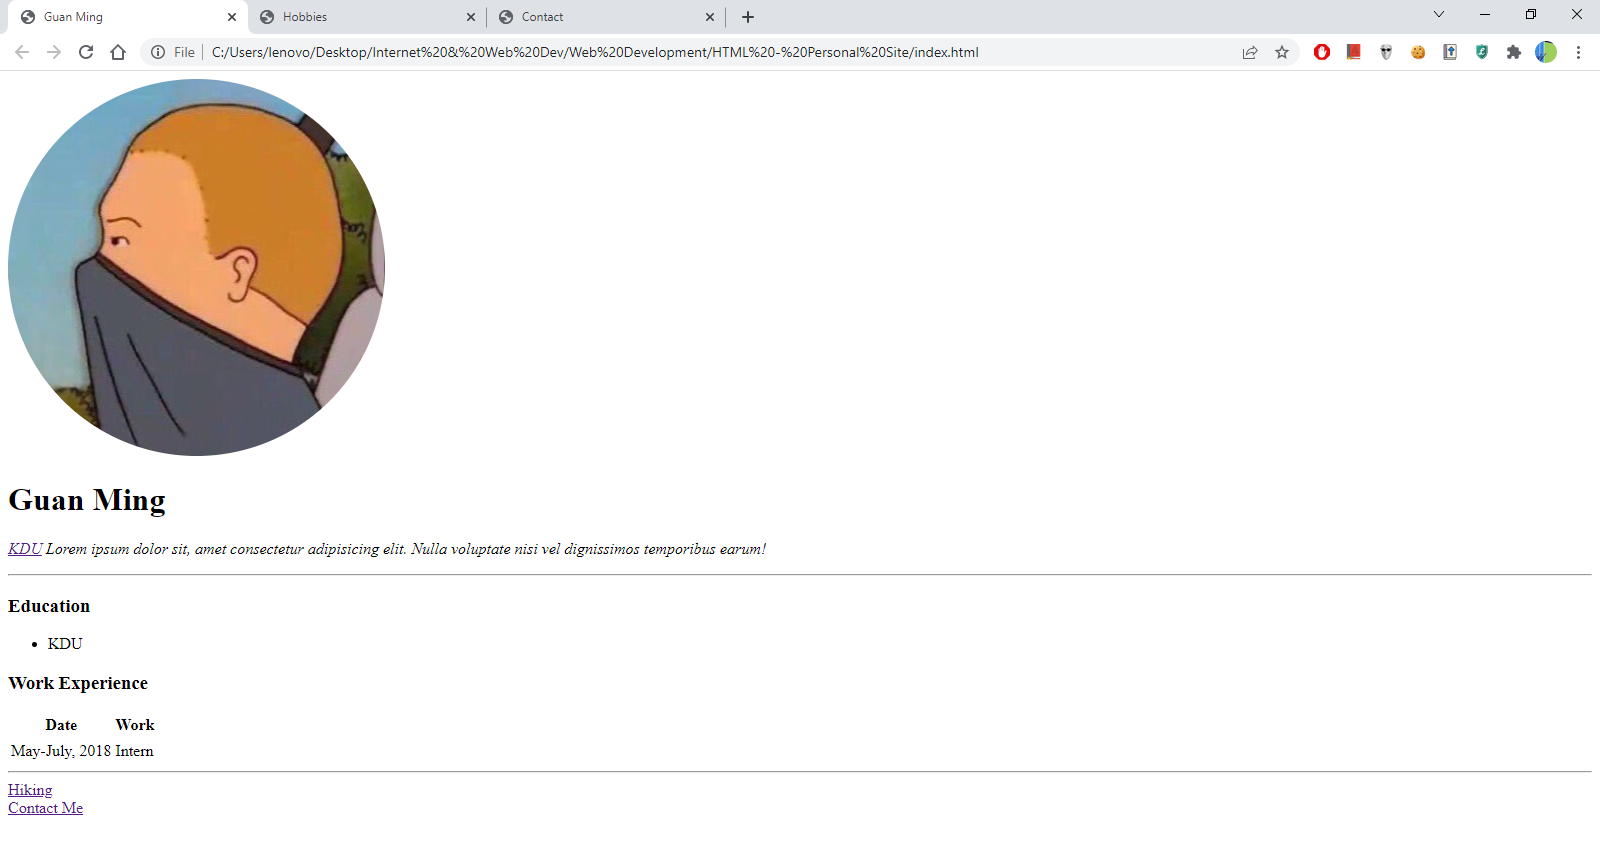 Guan Ming
Hobbies
Contact
File
C:/Users/lenovo/Desktop/Internet%20&%20Web%20Dev/Web%20Development/HTML%20-%20Personal%20Site/index.html
Guan Ming
KDU Lorem ipsum dolor sit, amet consectetur adipisicing elit. Nulla voluptate nisi vel dignissimos temporibus earum!
Education
• KDU
Work Experience
Date Work
May-July, 2018 Intern
Hiking
Contact Me